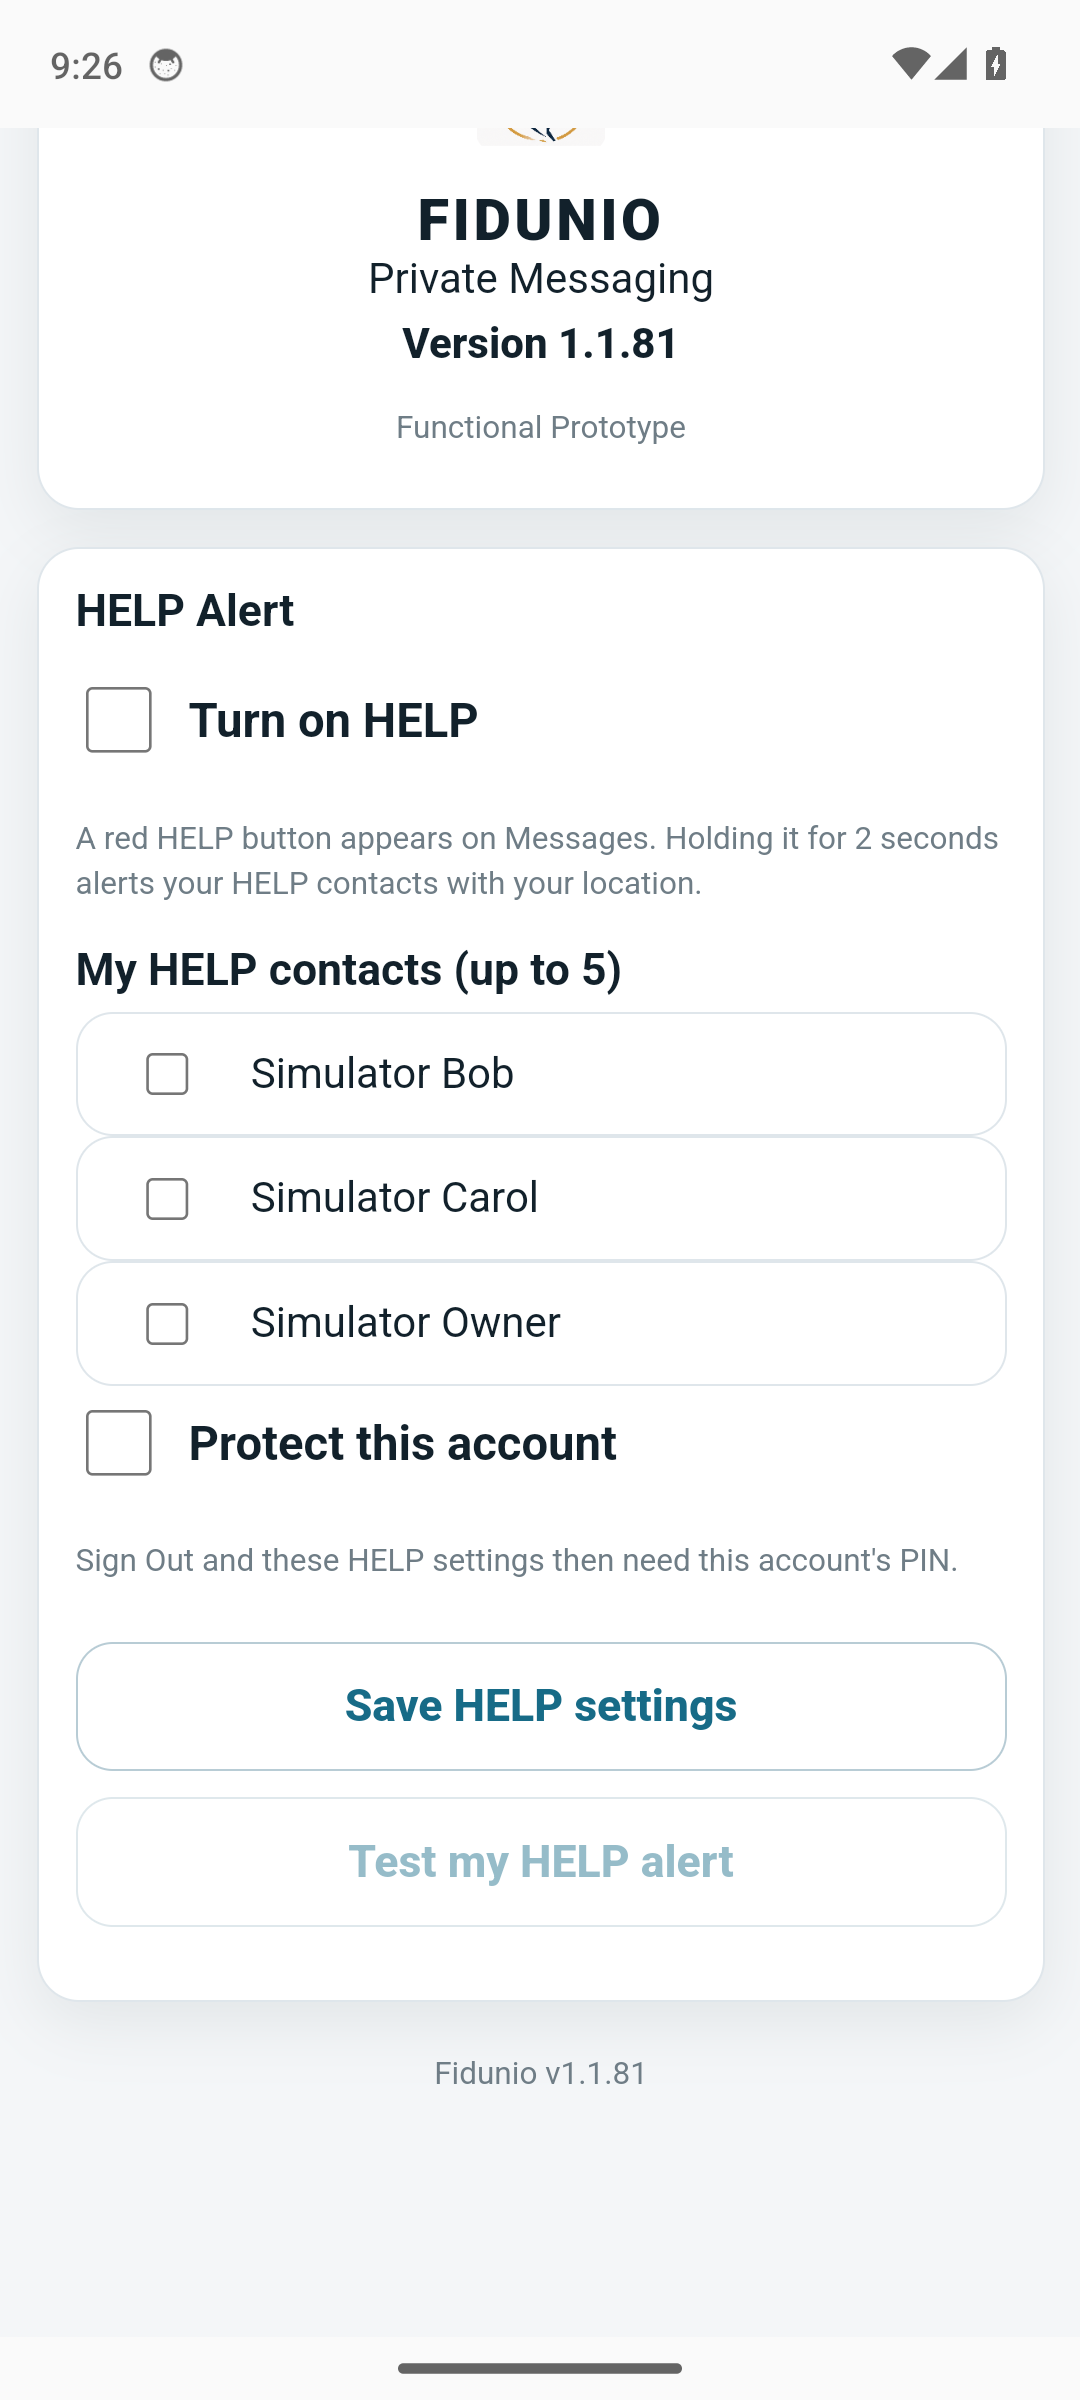 9:26
FIDUNIO
Private Messaging
Version 1.1.81
Functional Prototype
HELP Alert
Turn on HELP
A red HELP button appears on Messages. Holding it for 2 seconds
alerts your HELP contacts with your location.
My HELP contacts (up to 5)
Simulator Bob
Simulator Carol
Simulator Owner
Protect this account
Sign Out and these HELP settings then need this account's PIN.
Save HELP settings
Test my HELP alert
Fidunio v1.1.81